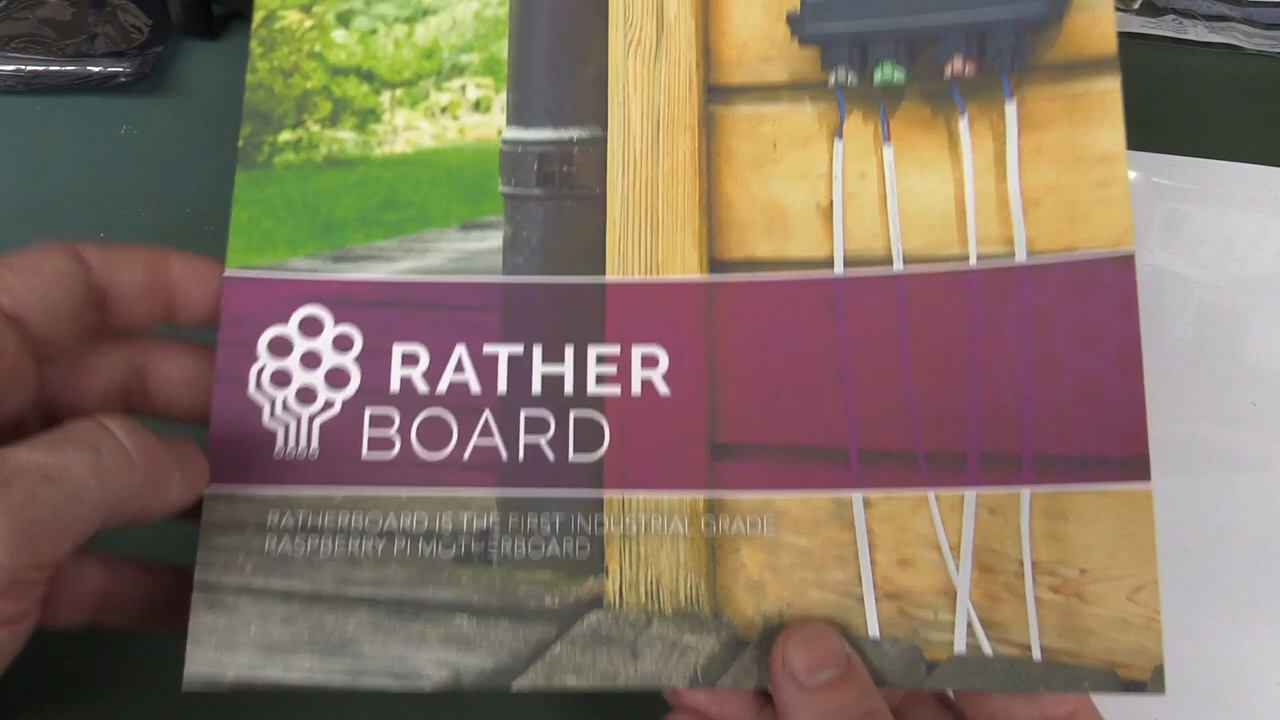 RATHER
BOARD
RATHERBOARD IS THE FIRST INDUSTRIAL GRADE
RASPBERRY PI MOTHERBOARD